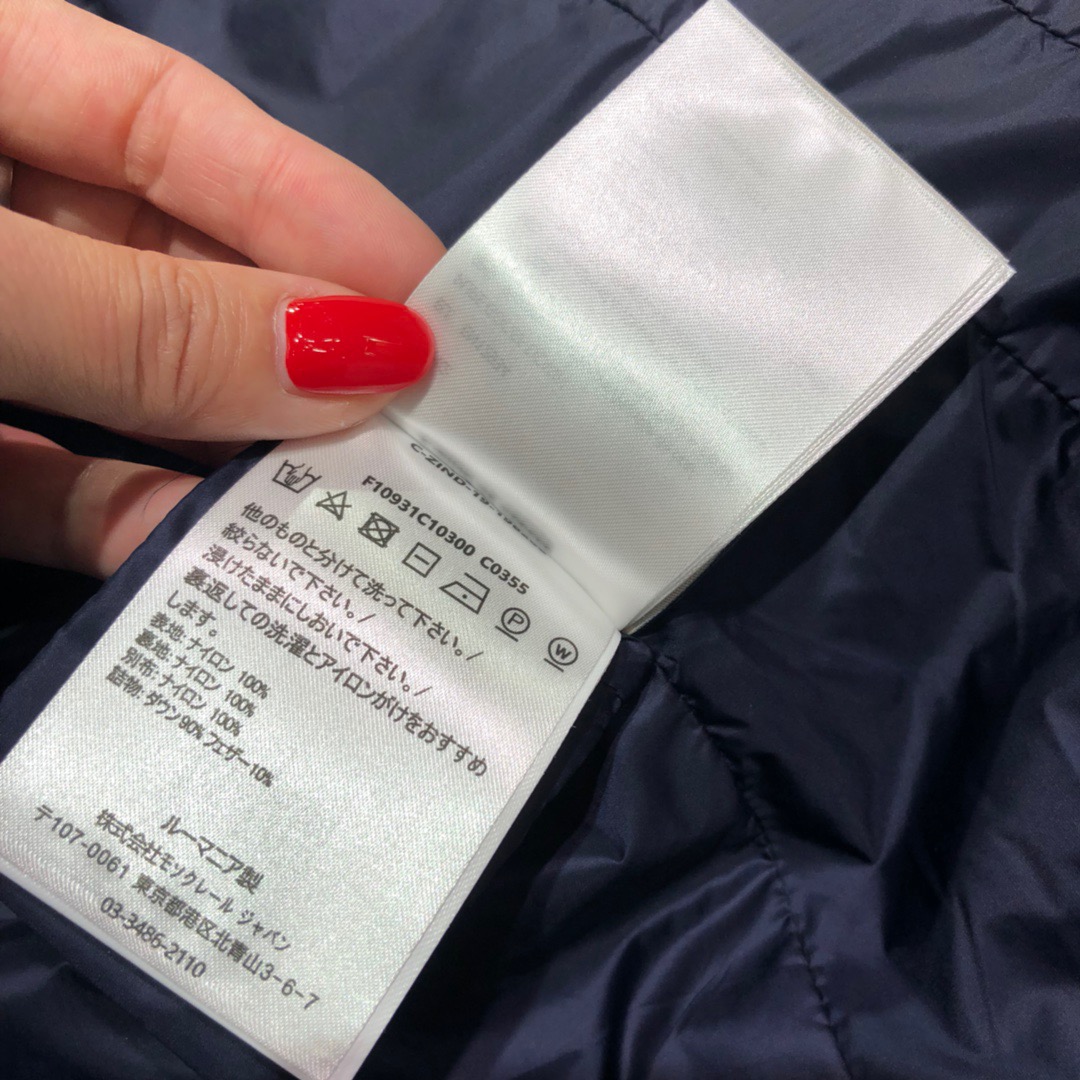 F10931C10300 C0355
P W
他のものと分けて洗って下さい。/
絞らないで下さい。/
浸けたままにしおいで下さい。/
裏返しての洗濯とアイロンがけをおすすめ
します。
表地: ナイロン 100%
裏地: ナイロン 100%
別布: ナイロン 100%
詰物: ダウン90% フェザー10%
ルーマニア製
株式会社モンクレール ジャパン
〒107-0061 東京都港区北青山3-6-7
03-3486-2110